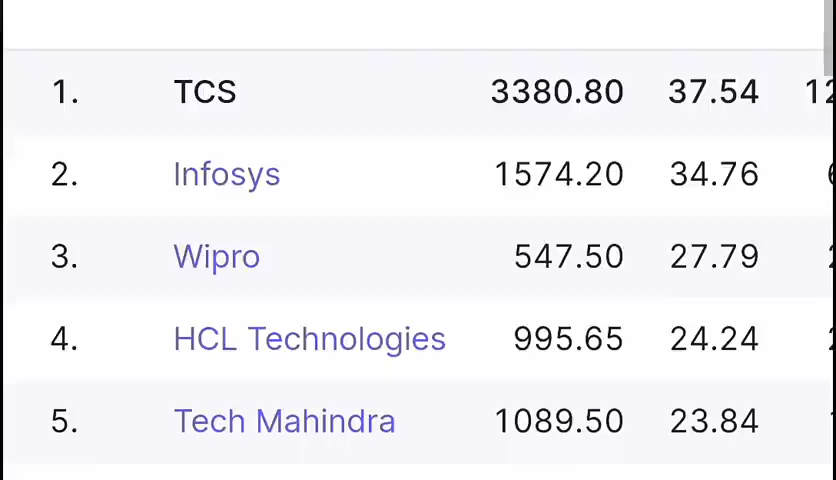 1. TCS 3380.80 37.54 12
2. Infosys 1574.20 34.76
3. Wipro 547.50 27.79
4. HCL Technologies 995.65 24.24
5. Tech Mahindra 1089.50 23.84